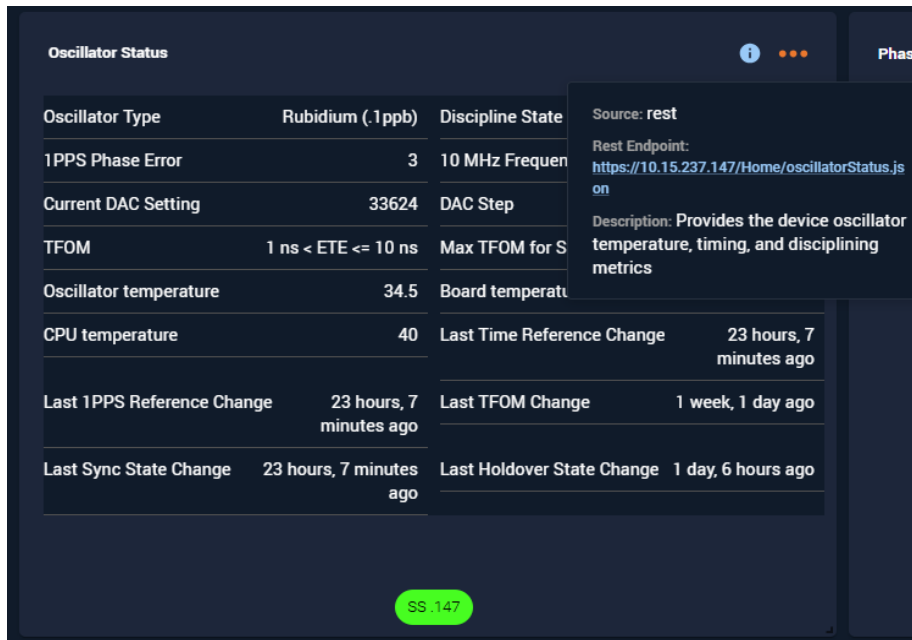 Oscillator Status
Phas
Oscillator Type Rubidium (.1ppb) Discipline State
1PPS Phase Error 3 10 MHz Frequen
Current DAC Setting 33624 DAC Step
TFOM 1 ns < ETE <= 10 ns Max TFOM for S
Oscillator temperature 34.5 Board temperatu
CPU temperature 40 Last Time Reference Change 23 hours, 7
minutes ago
Last 1PPS Reference Change 23 hours, 7
minutes ago
Last TFOM Change 1 week, 1 day ago
Last Sync State Change 23 hours, 7 minutes
ago
Last Holdover State Change 1 day, 6 hours ago
Source: rest
Rest Endpoint:
https://10.15.237.147/Home/oscillatorStatus.js
on
Description: Provides the device oscillator
temperature, timing, and disciplining
metrics
SS .147